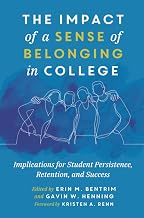 THE IMPACT
of a SENSE of
BELONGING
in COLLEGE
Implications for Student Persistence,
Retention, and Success
Edited by ERIN M. BENTRIM
and GAVIN W. HENNING
Foreword by KRISTEN A. RENN